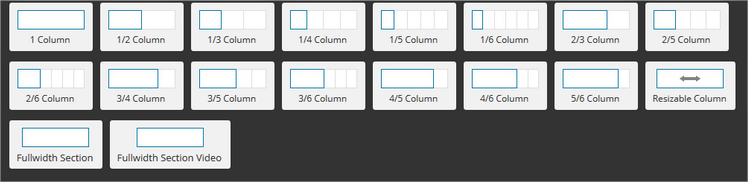 1 Column
1/2 Column
1/3 Column
1/4 Column
1/5 Column
1/6 Column
2/3 Column
2/5 Column
2/6 Column
3/4 Column
3/5 Column
3/6 Column
4/5 Column
4/6 Column
5/6 Column
Resizable Column
Fullwidth Section
Fullwidth Section Video